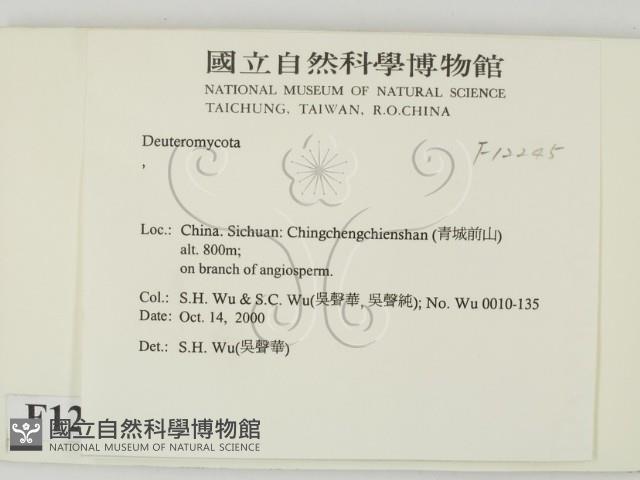 國立自然科學博物館
NATIONAL MUSEUM OF NATURAL SCIENCE
TAICHUNG, TAIWAN, R.O.CHINA
Deuteromycota
,
F12245
Loc.: China. Sichuan: Chingchengchienshan (青城前山)
alt. 800m;
on branch of angiosperm.
Col.: S.H. Wu & S.C. Wu(吳聲華, 吳聲純); No. Wu 0010-135
Date: Oct. 14, 2000
Det.: S.H. Wu(吳聲華)
F12
國立自然科學博物館
NATIONAL MUSEUM OF NATURAL SCIENCE